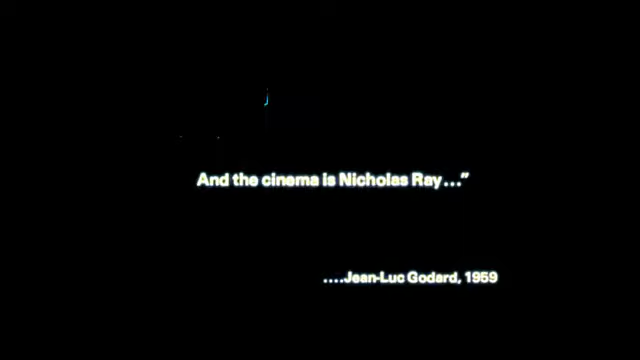 And the cinema is Nicholas Ray..."
....Jean-Luc Godard, 1959